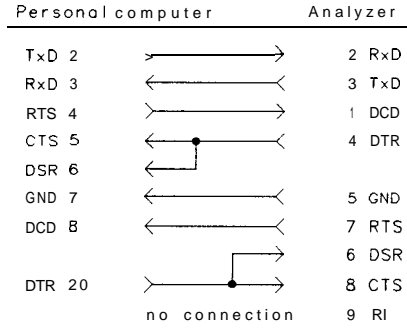 Personal computer Analyzer
TxD 2 2 RxD
RxD 3 3 TxD
RTS 4 1 DCD
CTS 5 4 DTR
DSR 6
GND 7 5 GND
DCD 8 7 RTS
6 DSR
DTR 20 8 CTS
no connection 9 RI